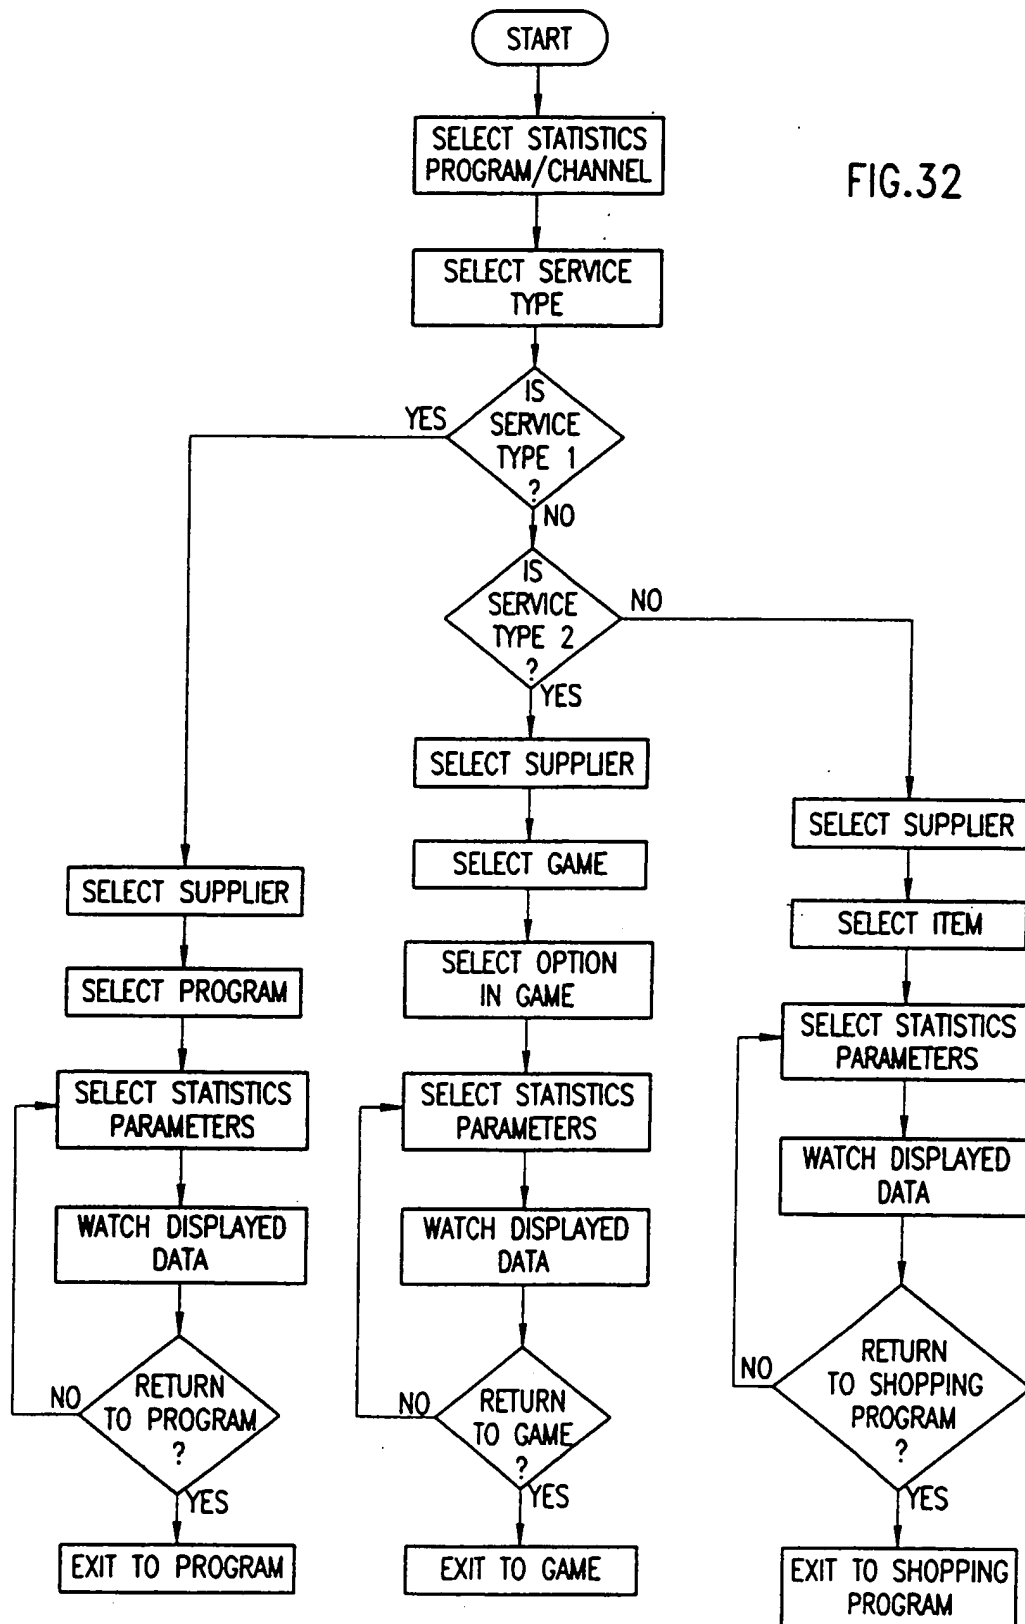 START
SELECT STATISTICS
PROGRAM/CHANNEL
FIG.32
SELECT SERVICE
TYPE
IS
SERVICE
TYPE 1
?
YES
NO
IS
SERVICE
TYPE 2
?
NO
YES
SELECT SUPPLIER
SELECT GAME
SELECT OPTION
IN GAME
SELECT STATISTICS
PARAMETERS
WATCH DISPLAYED
DATA
RETURN
TO GAME
?
NO
YES
EXIT TO GAME
SELECT SUPPLIER
SELECT PROGRAM
SELECT STATISTICS
PARAMETERS
WATCH DISPLAYED
DATA
RETURN
TO PROGRAM
?
NO
YES
EXIT TO PROGRAM
SELECT SUPPLIER
SELECT ITEM
SELECT STATISTICS
PARAMETERS
WATCH DISPLAYED
DATA
RETURN
TO SHOPPING
PROGRAM
?
NO
YES
EXIT TO SHOPPING
PROGRAM